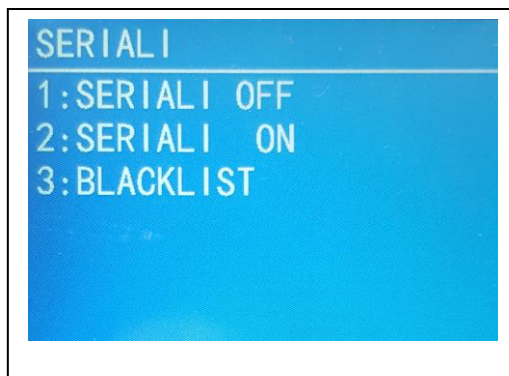 SERIALI
1:SERIALI OFF
2:SERIALI  ON
3:BLACKLIST